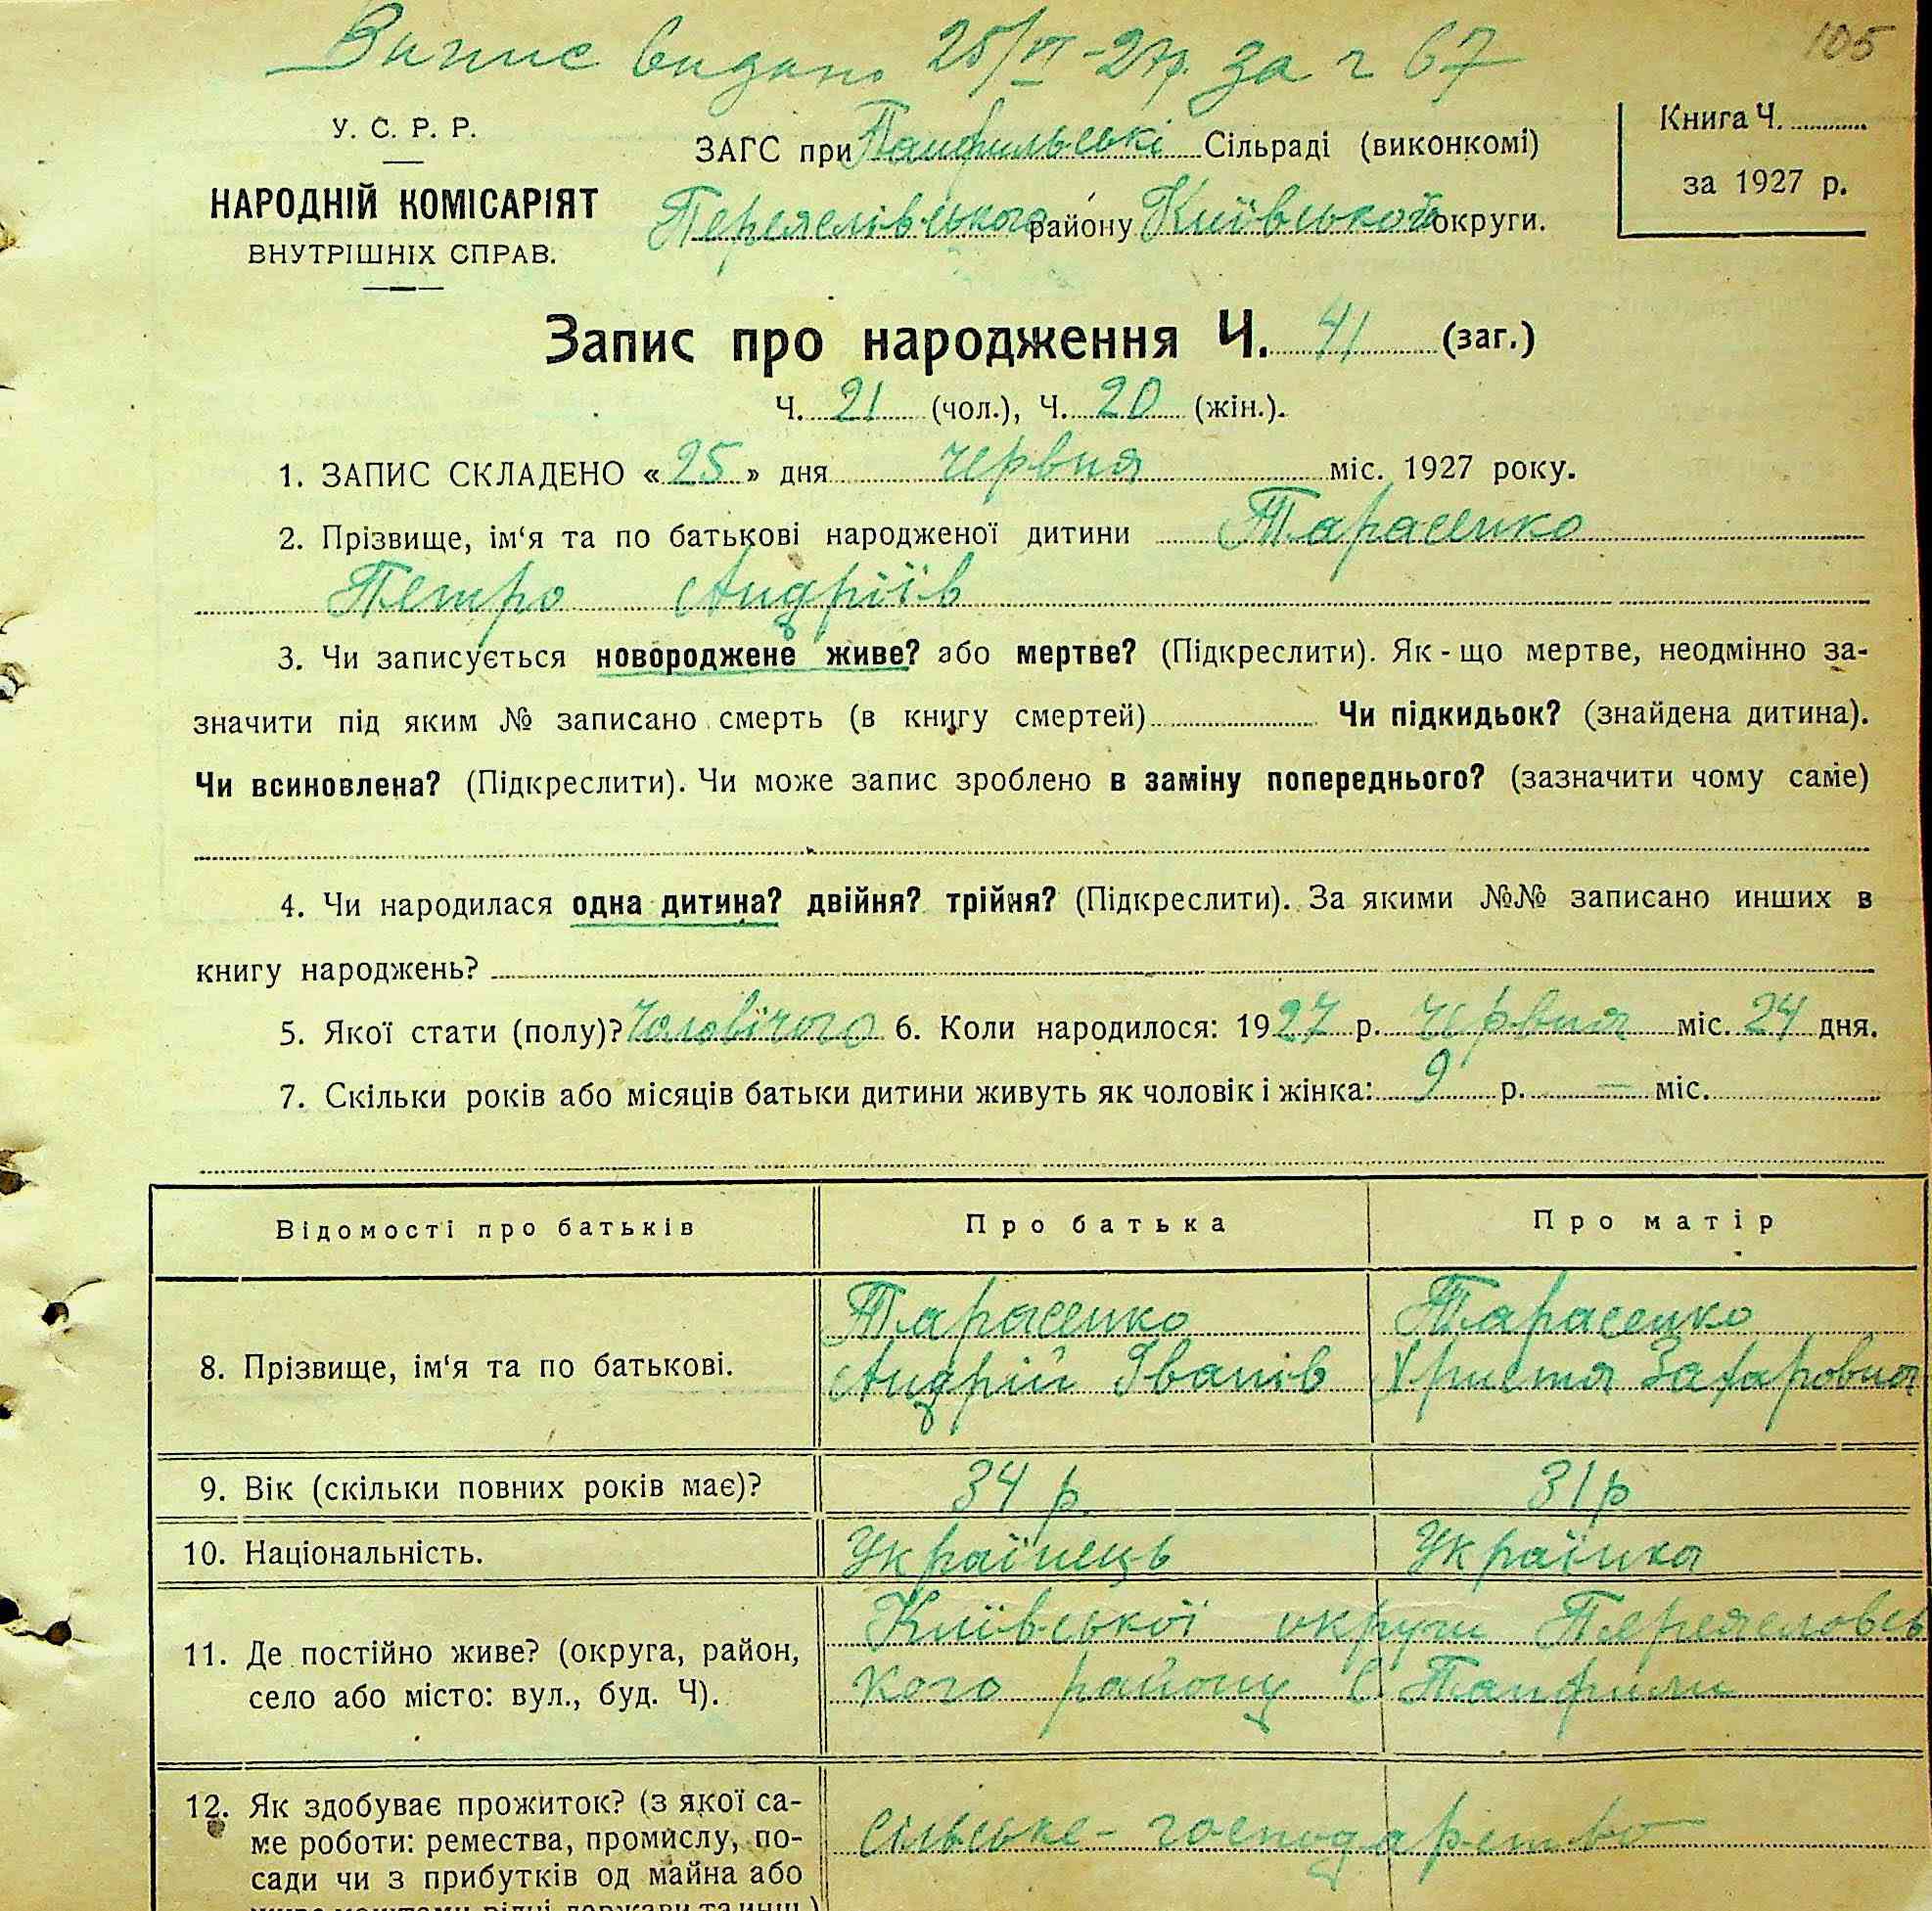 Випис видано 25/VI-27р. за ч 67
105
У. С. Р. Р.
НАРОДНІЙ КОМІСАРІЯТ
ВНУТРІШНІХ СПРАВ.
ЗАГС при Панфильські Сільраді (виконкомі)
Переяслівського району Київської округи.
Книга Ч.
за 1927 р.
Запис про народження Ч. 41 (заг.)
Ч. 21 (чол.), Ч. 20 (жін.).
1. ЗАПИС СКЛАДЕНО «25» дня червня міс. 1927 року.
2. Прізвище, ім‘я та по батькові народженої дитини Тарасенко
Петро Андріїв
3. Чи записується новороджене живе? або мертве? (Підкреслити). Як-що мертве, неодмінно за-
значити під яким № записано смерть (в книгу смертей) Чи підкидьок? (знайдена дитина).
Чи всиновлена? (Підкреслити). Чи може запис зроблено в заміну попереднього? (зазначити чому саме)
4. Чи народилася одна дитина? двійня? трійня? (Підкреслити). За якими №№ записано инших в
книгу народжень?
5. Якої стати (полу)? Чоловічого 6. Коли народилося: 1927 р. червня міс. 24 дня.
7. Скільки років або місяців батьки дитини живуть як чоловік і жінка: 9 р. — міс.
Відомості про батьків Про батька Про матір
8. Прізвище, ім‘я та по батькові.
Тарасенко
Андрій Іванів
Тарасенко
Христя Захаровна
9. Вік (скільки повних років має)? 34 р 31 р
10. Національність. Українець Українка
11. Де постійно живе? (округа, район,
село або місто: вул., буд. Ч).
Київської округи Переясловсь
кого району С. Панфили
12. Як здобуває прожиток? (з якої са-
ме роботи: ремества, промислу, по-
сади чи з прибутків од майна або
сільське-господарство